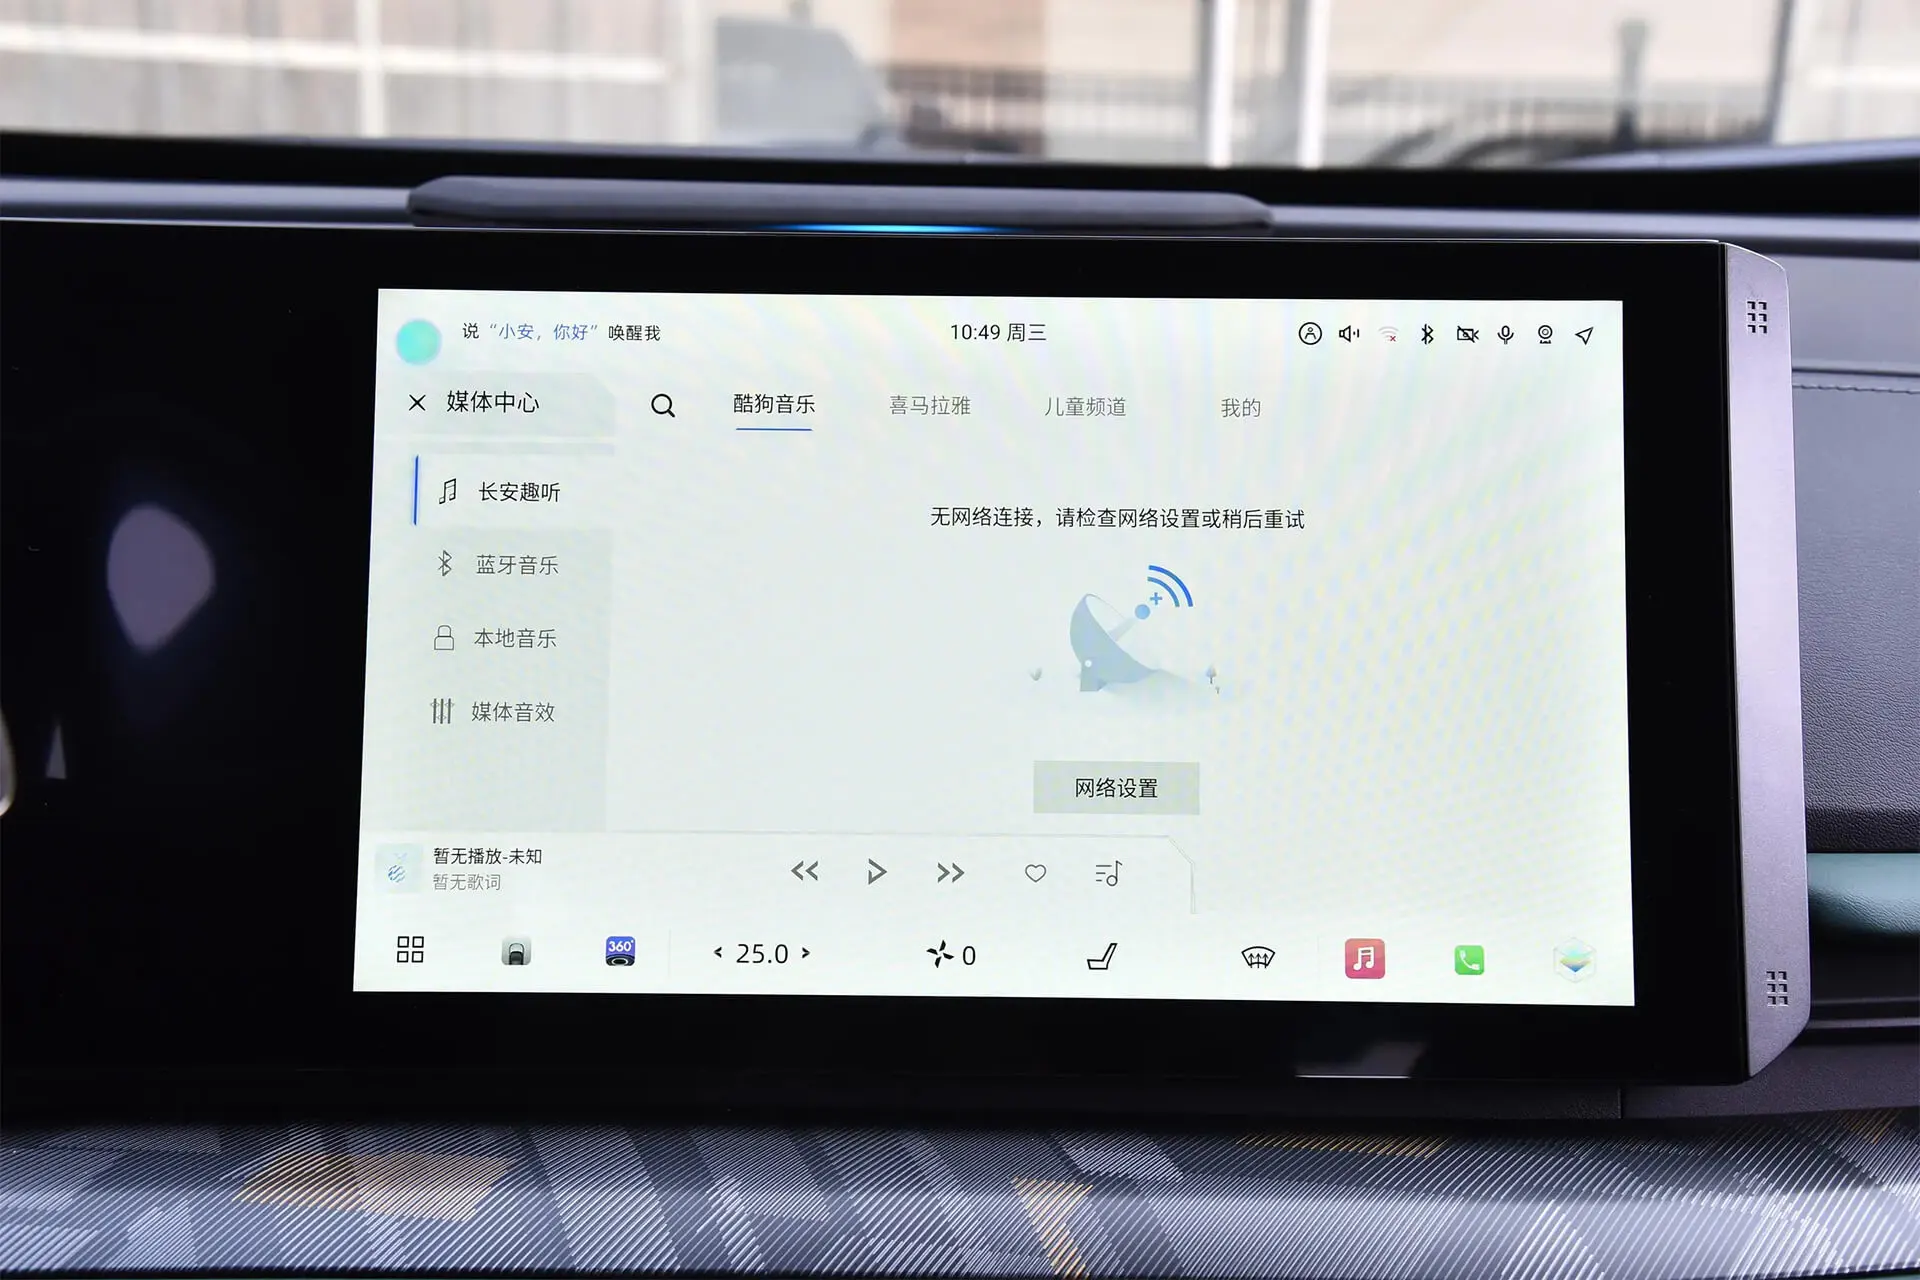 说“小安，你好”唤醒我
10:49 周三
媒体中心
酷狗音乐
喜马拉雅
儿童频道
我的
长安趣听
蓝牙音乐
本地音乐
媒体音效
无网络连接，请检查网络设置或稍后重试
网络设置
暂无播放-未知
暂无歌词
360°
25.0
0